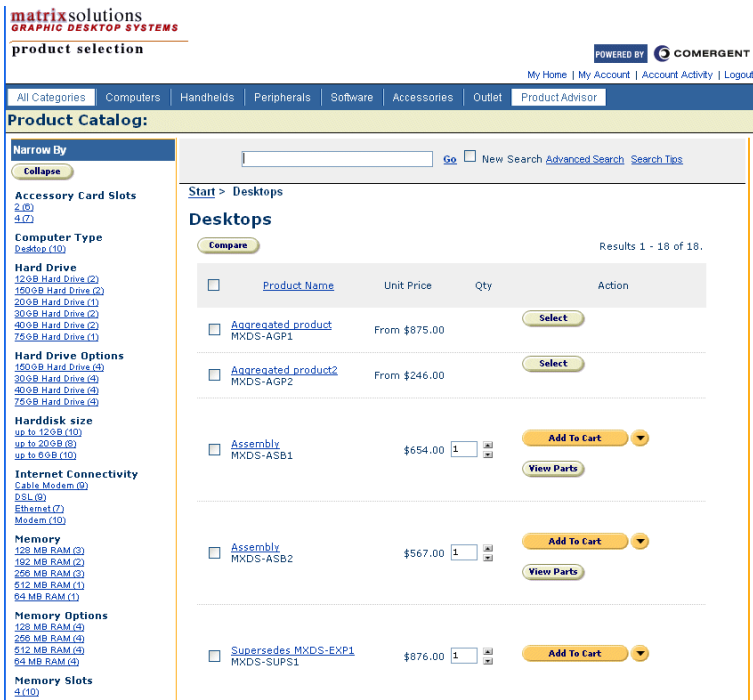 matrixsolutions
GRAPHIC DESKTOP SYSTEMS
product selection
POWERED BY COMERGENT
My Home | My Account | Account Activity | Logout
All Categories Computers Handhelds Peripherals Software Accessories Outlet Product Advisor
Product Catalog:
Narrow By
Collapse
Accessory Card Slots
2 (6)
4 (7)
Computer Type
Desktop (10)
Hard Drive
12GB Hard Drive (2)
150GB Hard Drive (2)
20GB Hard Drive (1)
30GB Hard Drive (2)
40GB Hard Drive (2)
75GB Hard Drive (1)
Hard Drive Options
150GB Hard Drive (4)
30GB Hard Drive (4)
40GB Hard Drive (4)
75GB Hard Drive (4)
Harddisk size
up to 12GB (10)
up to 20GB (8)
up to 6GB (10)
Internet Connectivity
Cable Modem (9)
DSL (9)
Ethernet (7)
Modem (10)
Memory
128 MB RAM (3)
192 MB RAM (2)
256 MB RAM (3)
512 MB RAM (1)
64 MB RAM (1)
Memory Options
128 MB RAM (4)
256 MB RAM (4)
512 MB RAM (4)
64 MB RAM (4)
Memory Slots
4 (10)
Go New Search Advanced Search Search Tips
Start > Desktops
Desktops
Compare
Results 1 - 18 of 18.
Product Name Unit Price Qty Action
Aggregated product From $875.00 Select
MXDS-AGP1
Aggregated product2 From $246.00 Select
MXDS-AGP2
Assembly $654.00 1 Add To Cart
MXDS-ASB1
View Parts
Assembly $567.00 1 Add To Cart
MXDS-ASB2
View Parts
Supersedes MXDS-EXP1 $876.00 1 Add To Cart
MXDS-SUPS1